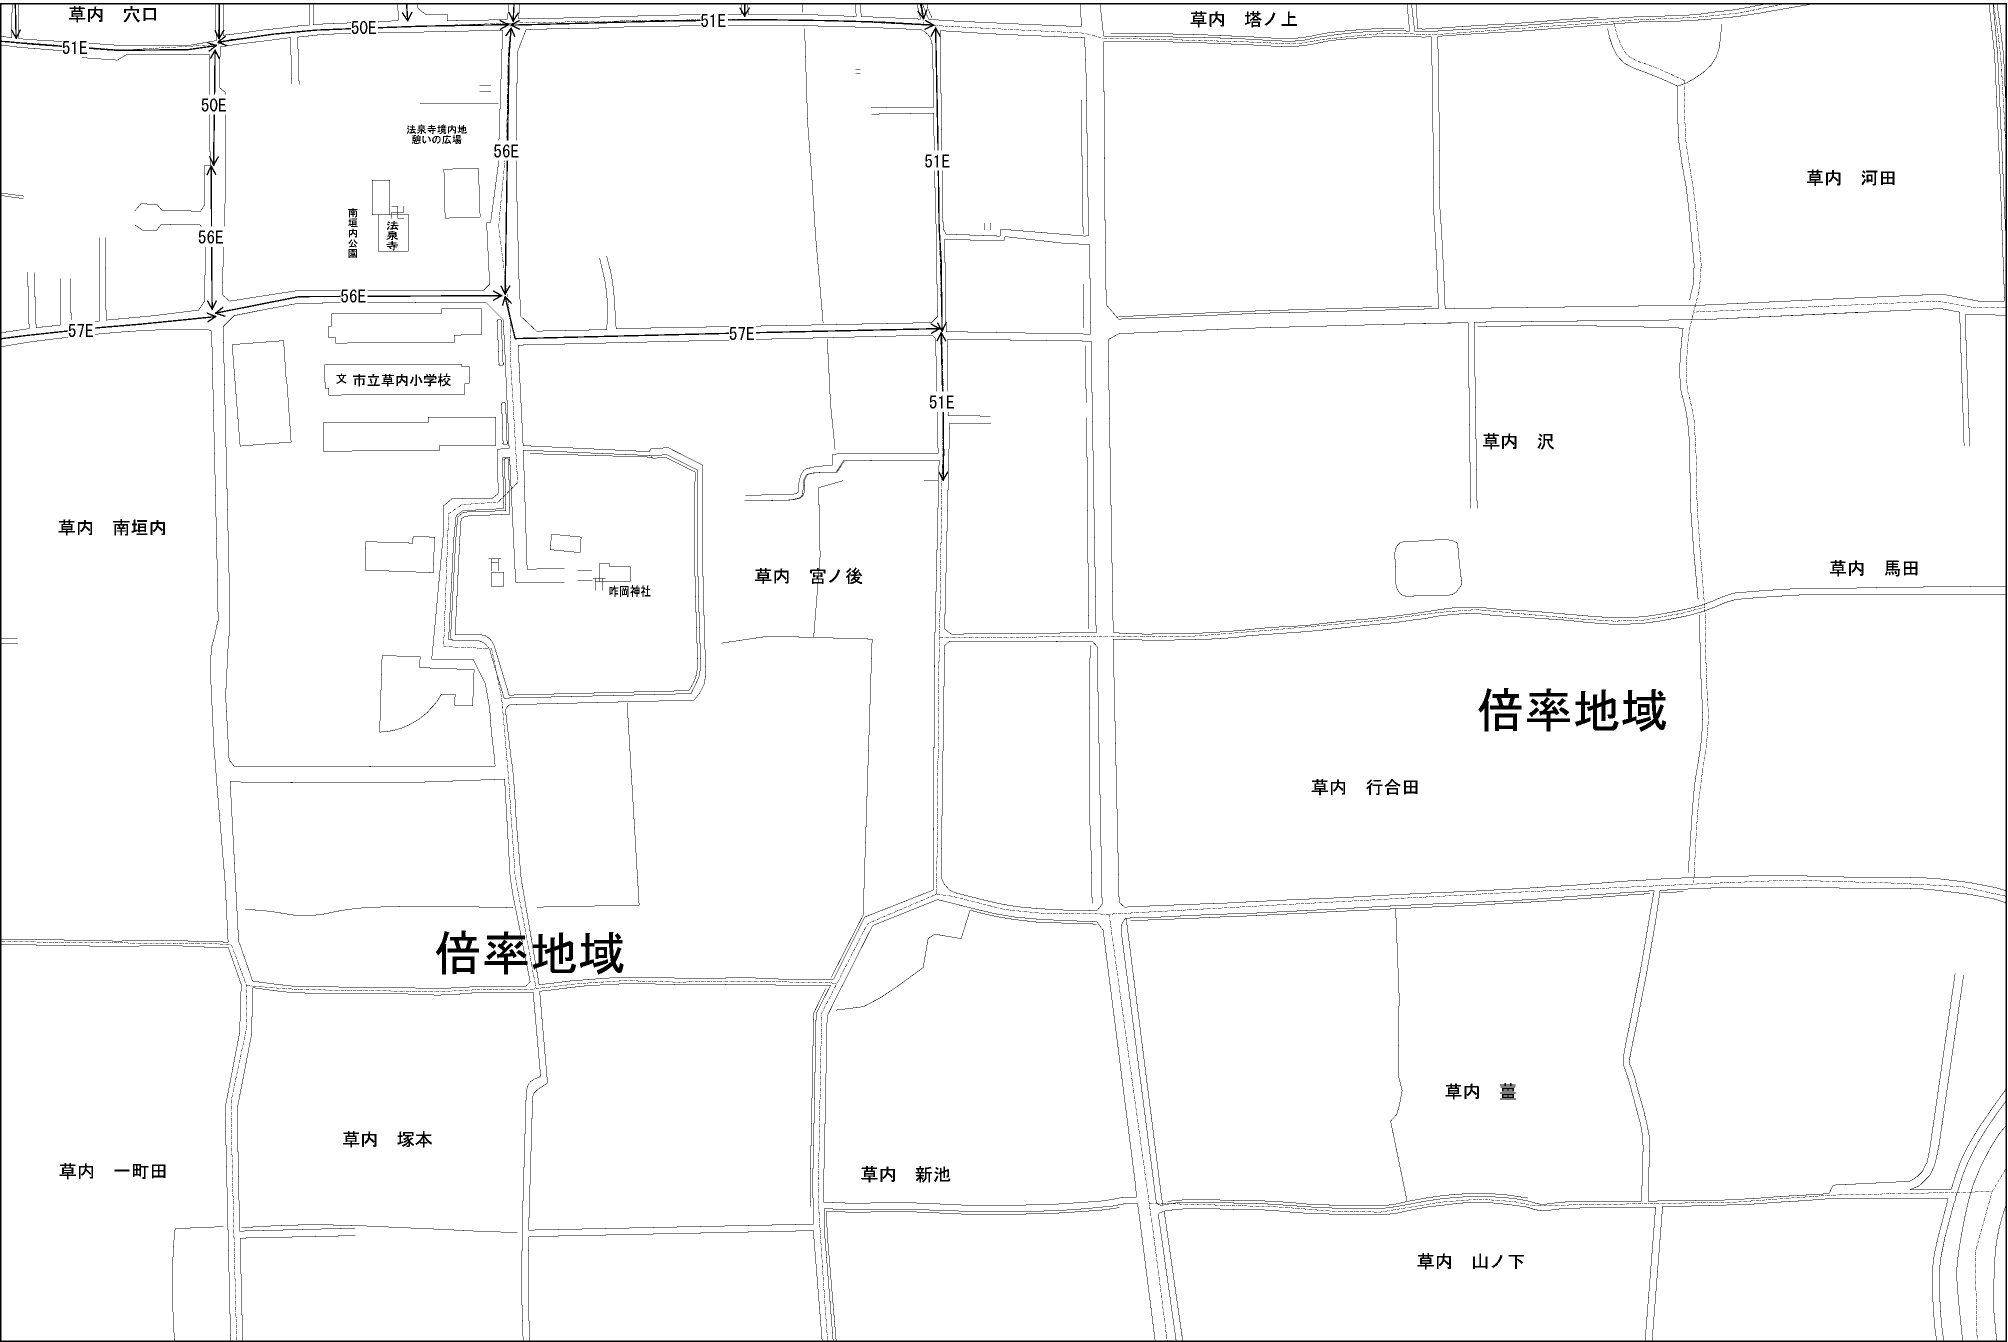 草内　穴口
草内　塔ノ上
50E
51E
51E
50E
法泉寺境内地
憩いの広場
56E
51E
草内　河田
南垣内公園
法泉寺
56E
56E
57E
57E
文 市立草内小学校
51E
草内　沢
草内　南垣内
草内　宮ノ後
草内　馬田
咋岡神社
倍率地域
草内　行合田
倍率地域
草内　薑
草内　塚本
草内　一町田
草内　新池
草内　山ノ下